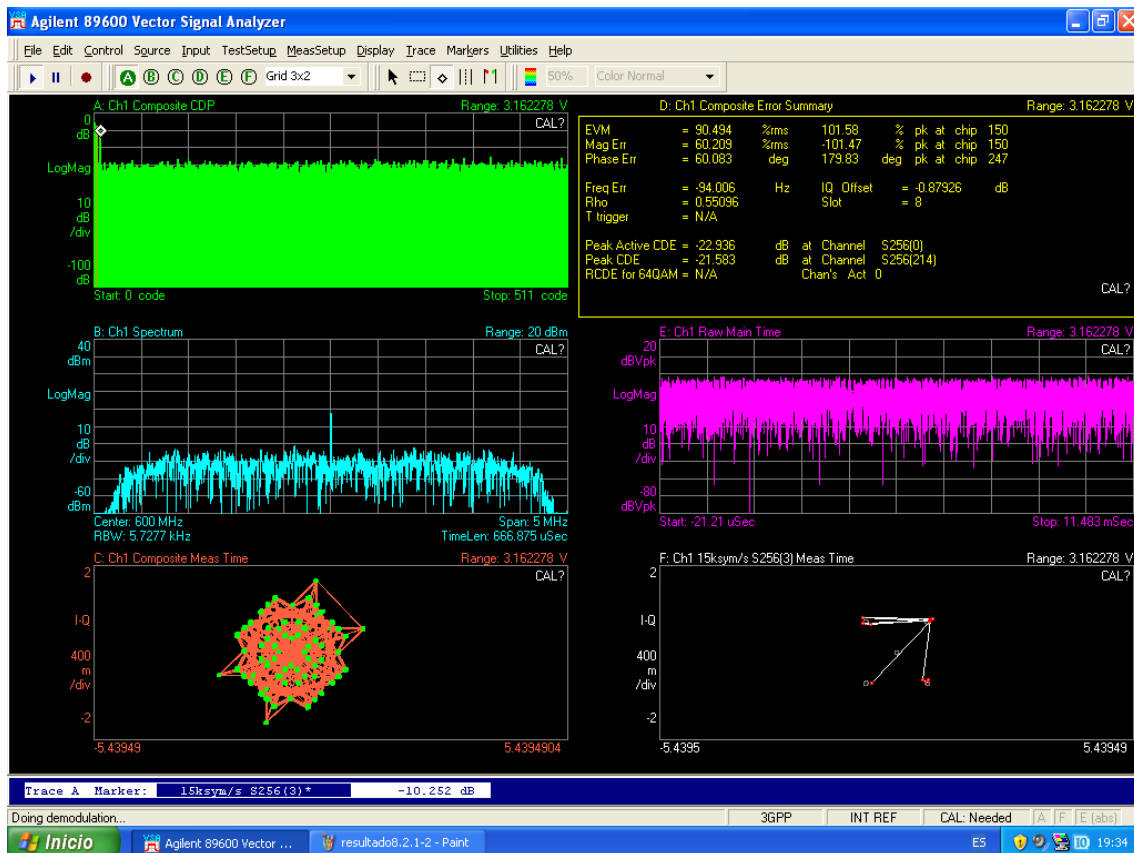 Agilent 89600 Vector Signal Analyzer
File Edit Control Source Input TestSetup MeasSetup Display Trace Markers Utilities Help
A B C D E F Grid 3x2 50% Color Normal
A: Ch1 Composite CDP Range: 3.162278 V
0
dB
CAL?
LogMag
10
dB
/div
-100
dB
Start: 0 code Stop: 511 code
D: Ch1 Composite Error Summary Range: 3.162278 V
EVM = 90.494 %rms 101.58 % pk at chip 150
Mag Err = 60.209 %rms -101.47 % pk at chip 150
Phase Err = 60.083 deg 179.83 deg pk at chip 247
Freq Err = -94.006 Hz IQ Offset = -0.87926 dB
Rho = 0.55096 Slot = 8
T trigger = N/A
Peak Active CDE = -22.936 dB at Channel S256(0)
Peak CDE = -21.583 dB at Channel S256(214)
RCDE for 64QAM = N/A Chan's Act 0
CAL?
B: Ch1 Spectrum Range: 20 dBm
40
dBm
CAL?
LogMag
10
dB
/div
-60
dBm
Center: 600 MHz Span: 5 MHz
RBW: 5.7277 kHz TimeLen: 666.875 uSec
E: Ch1 Raw Main Time Range: 3.162278 V
20
dBVpk
CAL?
LogMag
10
dB
/div
-80
dBVpk
Start: -21.21 uSec Stop: 11.483 mSec
C: Ch1 Composite Meas Time Range: 3.162278 V
2
CAL?
I-Q
400
m
/div
-2
-5.43949 5.4394904
F: Ch1 15ksym/s S256(3) Meas Time Range: 3.162278 V
2
CAL?
I-Q
400
m
/div
-2
-5.4395 5.43949
Trace A Marker: 15ksym/s S256(3)* -10.252 dB
Doing demodulation... 3GPP INT REF CAL: Needed A F E (abs)
Inicio Agilent 89600 Vector ... resultado8.2.1-2 - Paint ES 19:34